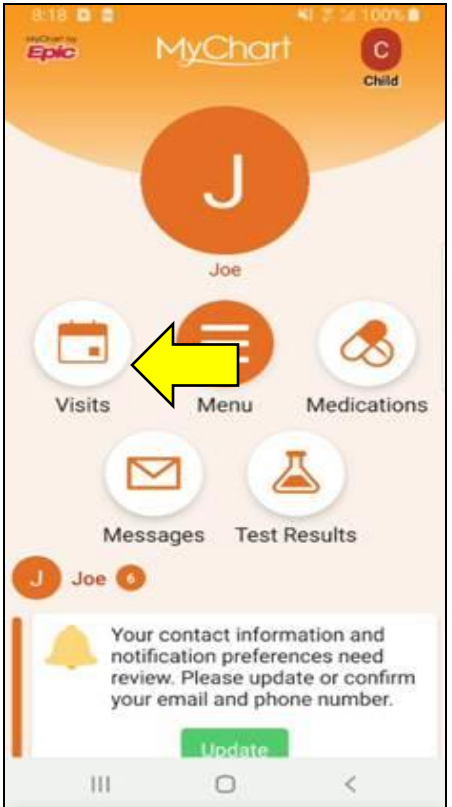 8:18 100%
MyChart by
Epic
MyChart
C
Child
J
Joe
Visits
Menu
Medications
Messages
Test Results
J Joe 6
Your contact information and
notification preferences need
review. Please update or confirm
your email and phone number.
Update